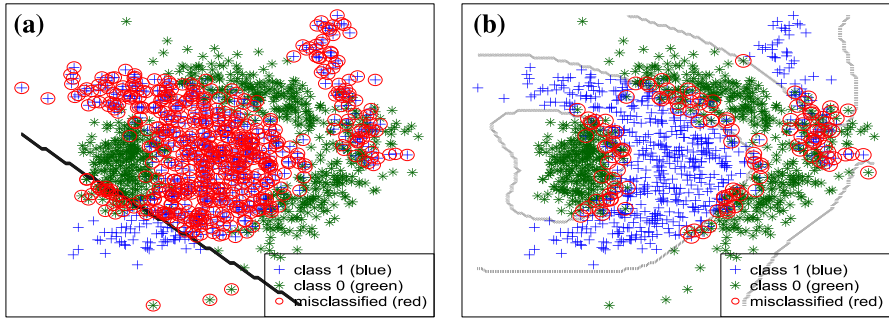 (a)
class 1 (blue)
class 0 (green)
misclassified (red)
(b)
class 1 (blue)
class 0 (green)
misclassified (red)